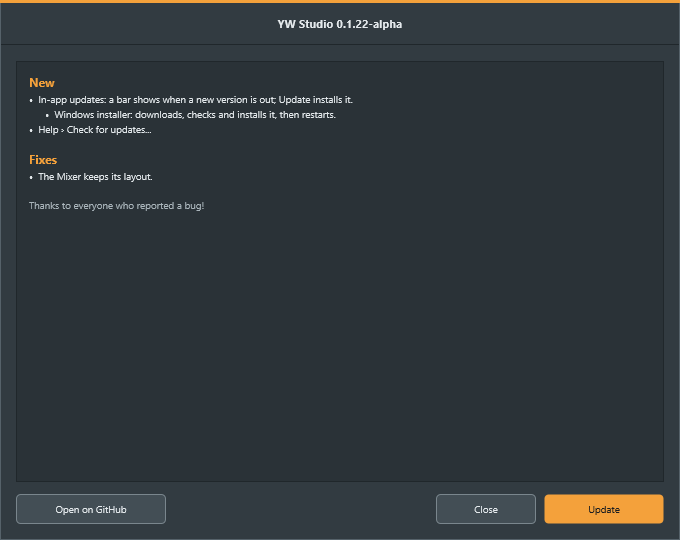 YW Studio 0.1.22-alpha
New
• In-app updates: a bar shows when a new version is out; Update installs it.
• Windows installer: downloads, checks and installs it, then restarts.
• Help › Check for updates...
Fixes
• The Mixer keeps its layout.
Thanks to everyone who reported a bug!
Open on GitHub
Close
Update